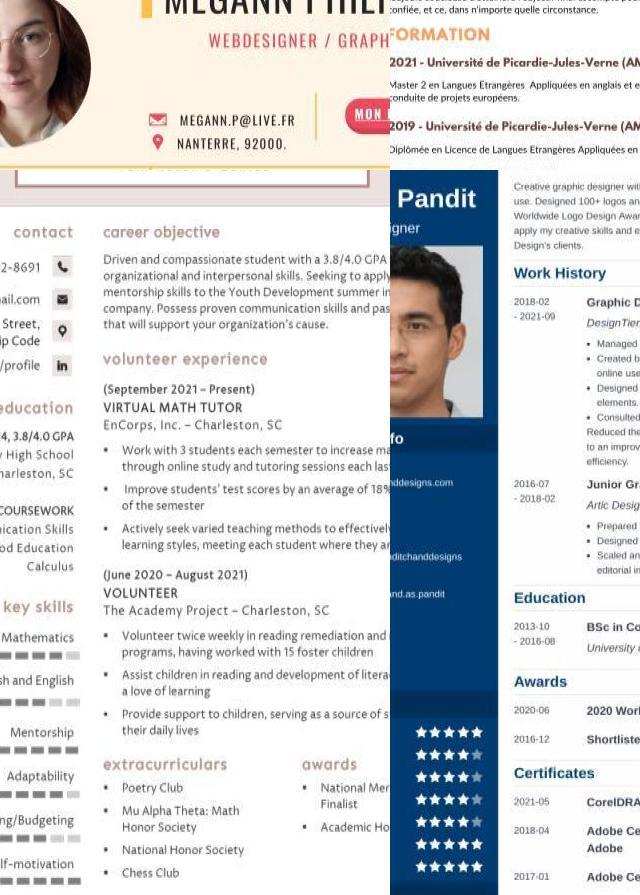 MEGANN PHILI
WEBDESIGNER / GRAPH
MEGANN.P@LIVE.FR
MON
NANTERRE, 92000.
confiée, et ce, dans n'importe quelle circonstance.
FORMATION
2021 - Université de Picardie-Jules-Verne (AM
Master 2 en Langues Etrangères Appliquées en anglais et e
conduite de projets européens.
2019 - Université de Picardie-Jules-Verne (AM
Diplômée en Licence de Langues Etrangères Appliquées en
contact
2-8691
ail.com
Street,
ip Code
/profile
education
4, 3.8/4.0 GPA
y High School
harleston, SC
COURSEWORK
nication Skills
od Education
Calculus
key skills
Mathematics
sh and English
Mentorship
Adaptability
ng/Budgeting
lf-motivation
career objective
Driven and compassionate student with a 3.8/4.0 GPA
organizational and interpersonal skills. Seeking to apply
mentorship skills to the Youth Development summer in
company. Possess proven communication skills and pas
that will support your organization's cause.
volunteer experience
(September 2021 – Present)
VIRTUAL MATH TUTOR
EnCorps, Inc. – Charleston, SC
▪ Work with 3 students each semester to increase ma
through online study and tutoring sessions each las
▪ Improve students' test scores by an average of 18%
of the semester
▪ Actively seek varied teaching methods to effectivel
learning styles, meeting each student where they ar
(June 2020 – August 2021)
VOLUNTEER
The Academy Project – Charleston, SC
▪ Volunteer twice weekly in reading remediation and
programs, having worked with 15 foster children
▪ Assist children in reading and development of litera
a love of learning
▪ Provide support to children, serving as a source of s
their daily lives
extracurriculars
▪ Poetry Club
▪ Mu Alpha Theta: Math
Honor Society
▪ National Honor Society
▪ Chess Club
awards
▪ National Mer
Finalist
▪ Academic Ho
Pandit
igner
fo
nddesigns.com
ditchanddesigns
nd.as.pandit
Creative graphic designer wit
use. Designed 100+ logos an
Worldwide Logo Design Awar
apply my creative skills and e
Design's clients.
Work History
2018-02
- 2021-09
Graphic D
DesignTier
• Managed
• Created b
online use
• Designed
elements.
• Consulted
Reduced the
to an improv
efficiency.
2016-07
- 2018-02
Junior Gra
Artic Design
• Prepared
• Designed
• Scaled an
editorial in
Education
2013-10
- 2016-08
BSc in Co
University
Awards
2020-06
2020 Worl
2016-12
Shortliste
Certificates
2021-05
CorelDRA
2018-04
Adobe Ce
Adobe
2017-01
Adobe Ce